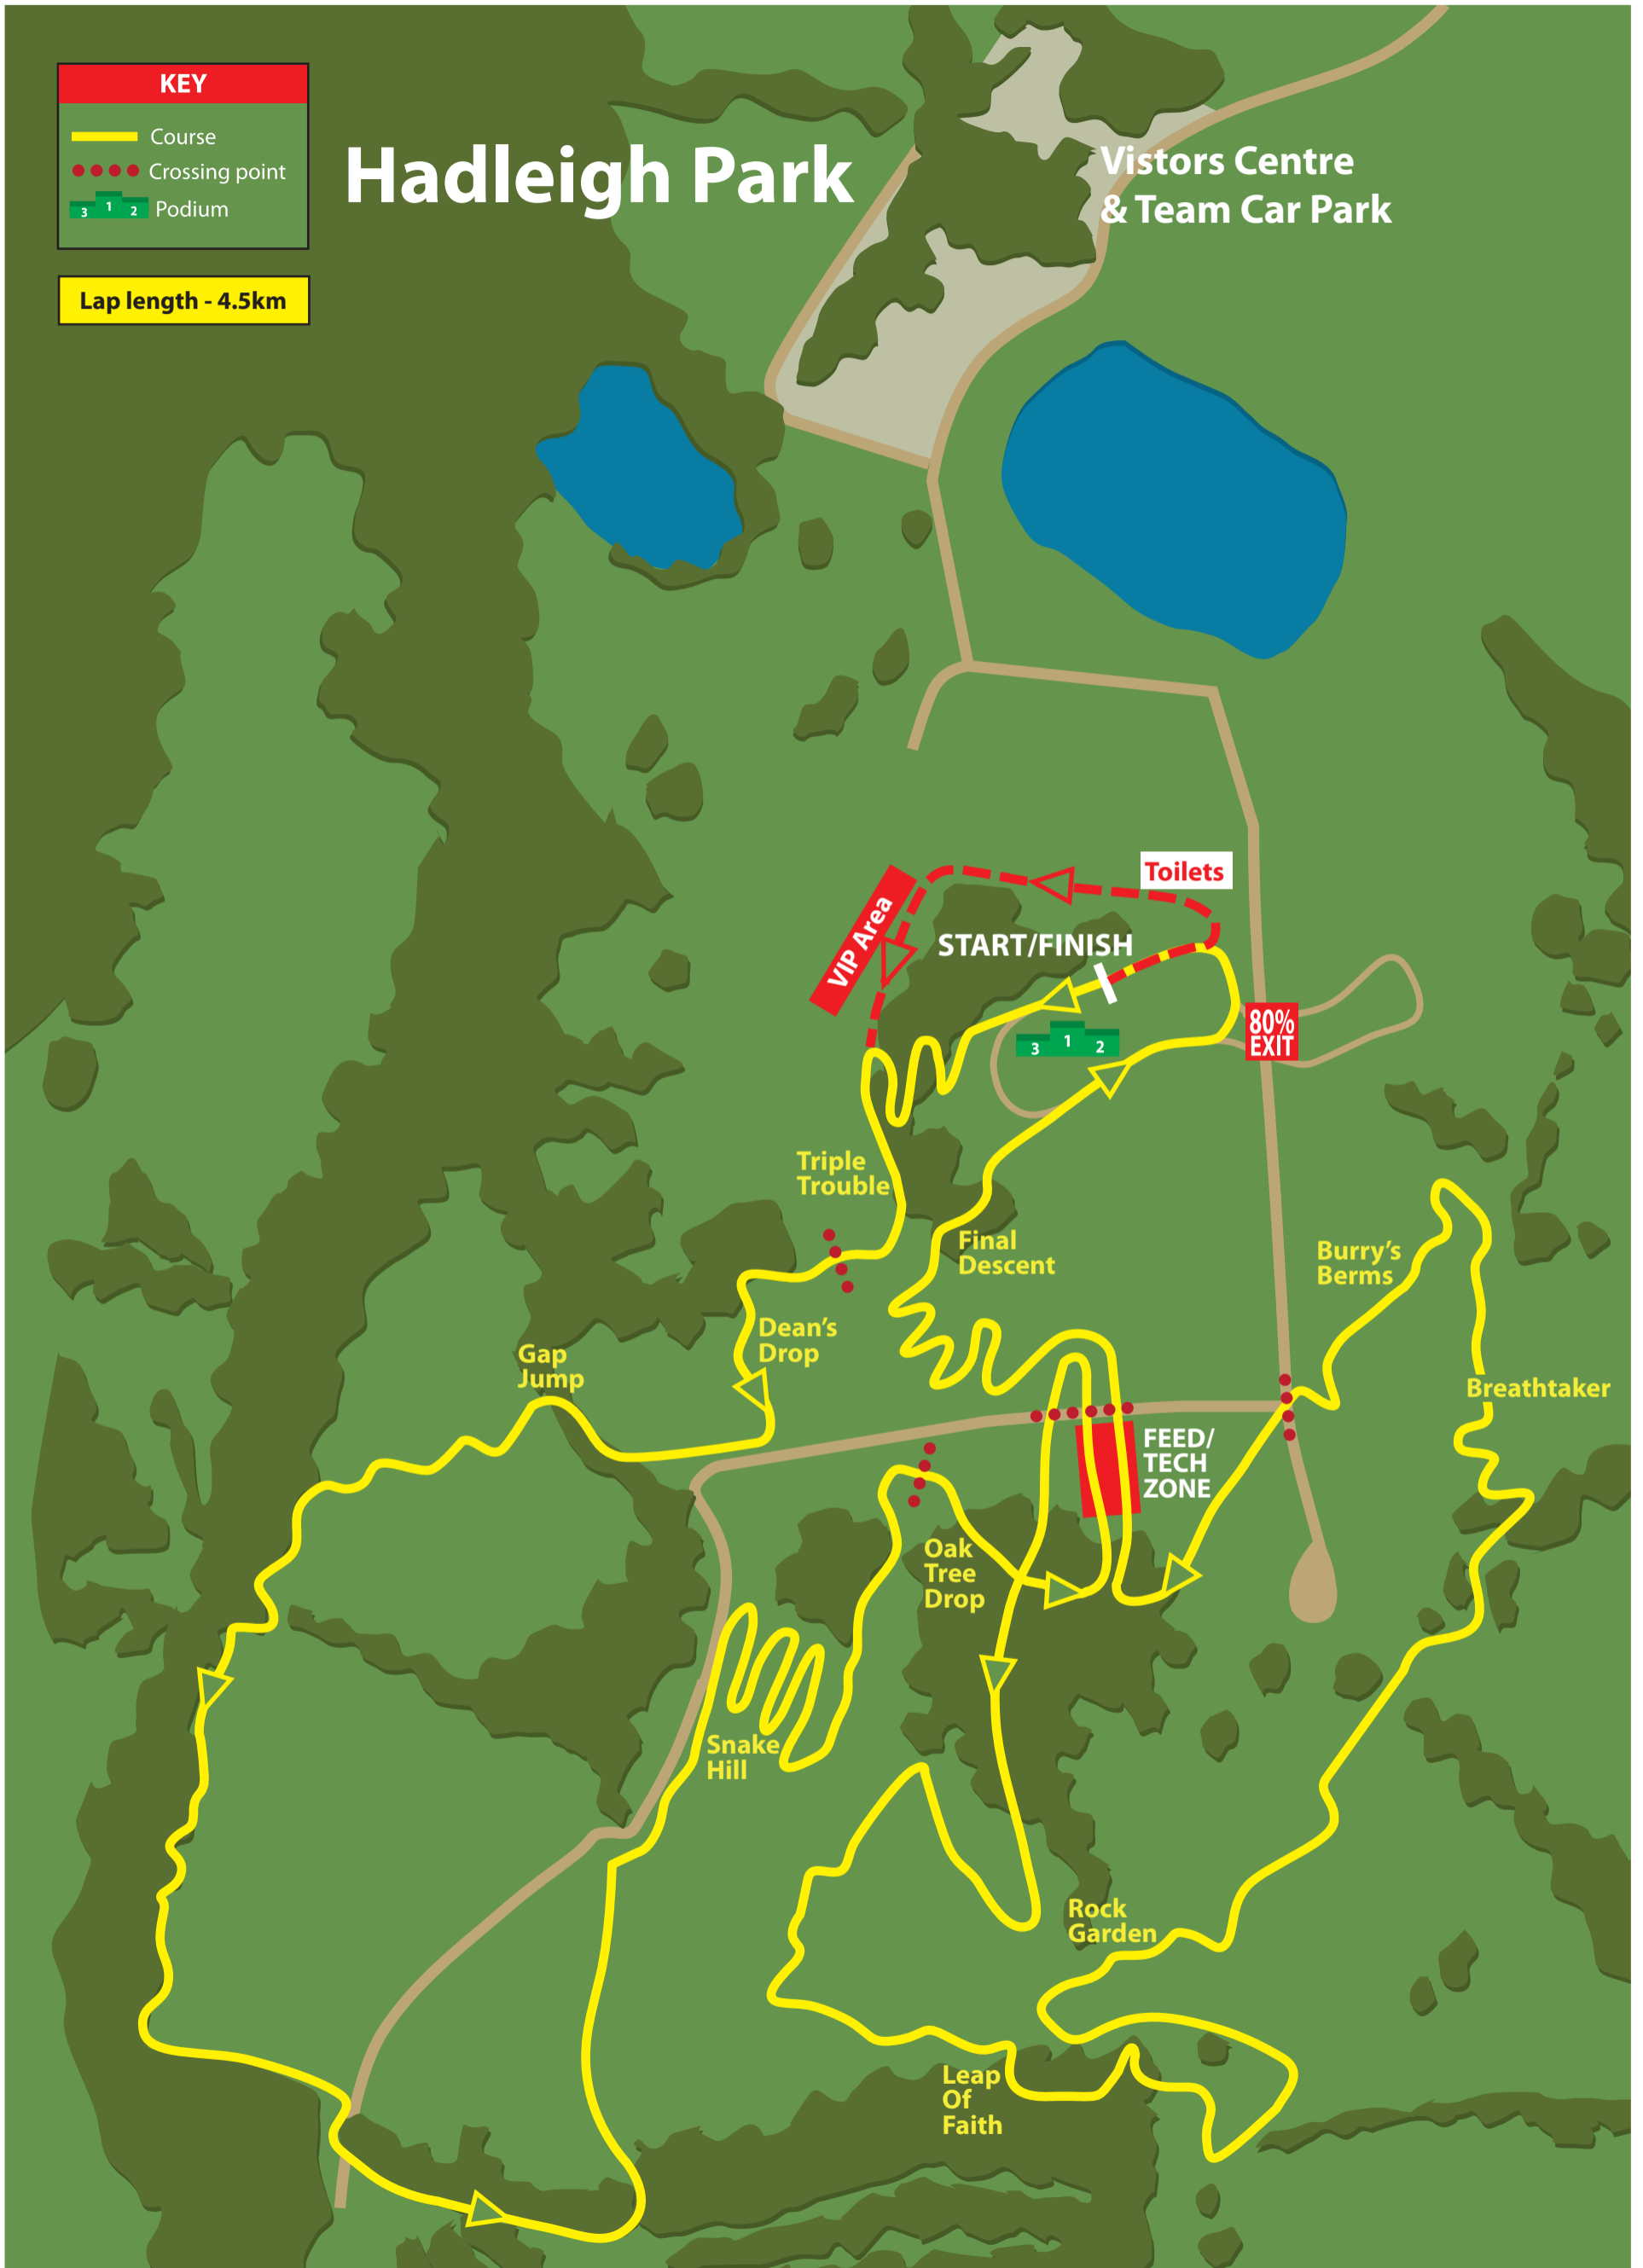 KEY
Course
Crossing point
3 1 2 Podium
Lap length - 4.5km
Hadleigh Park
Vistors Centre
& Team Car Park
Toilets
VIP Area
START/FINISH
80%
EXIT
3 1 2
Triple
Trouble
Final
Descent
Burry's
Berms
Dean's
Drop
Gap
Jump
Breathtaker
FEED/
TECH
ZONE
Oak
Tree
Drop
Snake
Hill
Rock
Garden
Leap
Of
Faith